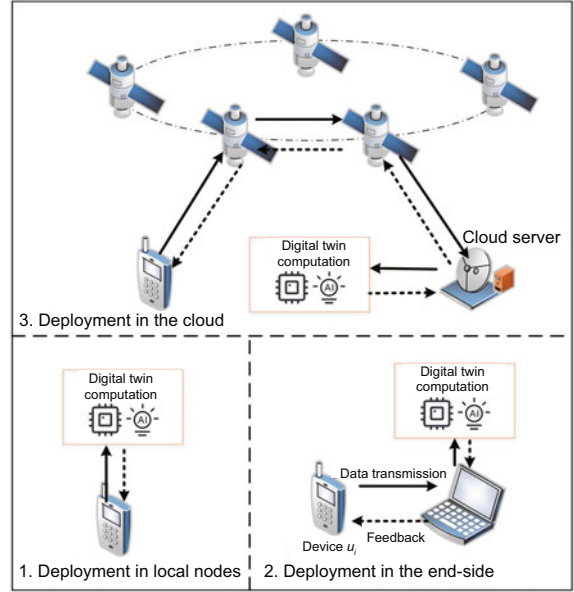 Cloud server
Digital twin
computation
AI
3. Deployment in the cloud
Digital twin
computation
AI
1. Deployment in local nodes
Digital twin
computation
AI
Data transmission
Feedback
Device u_i
2. Deployment in the end-side